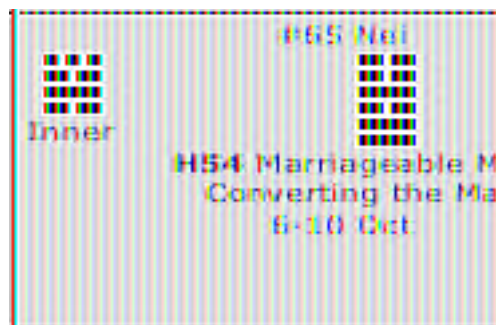 #65 Nei
Inner
H54 Marriageable M
Converting the Ma
6-10 Oct